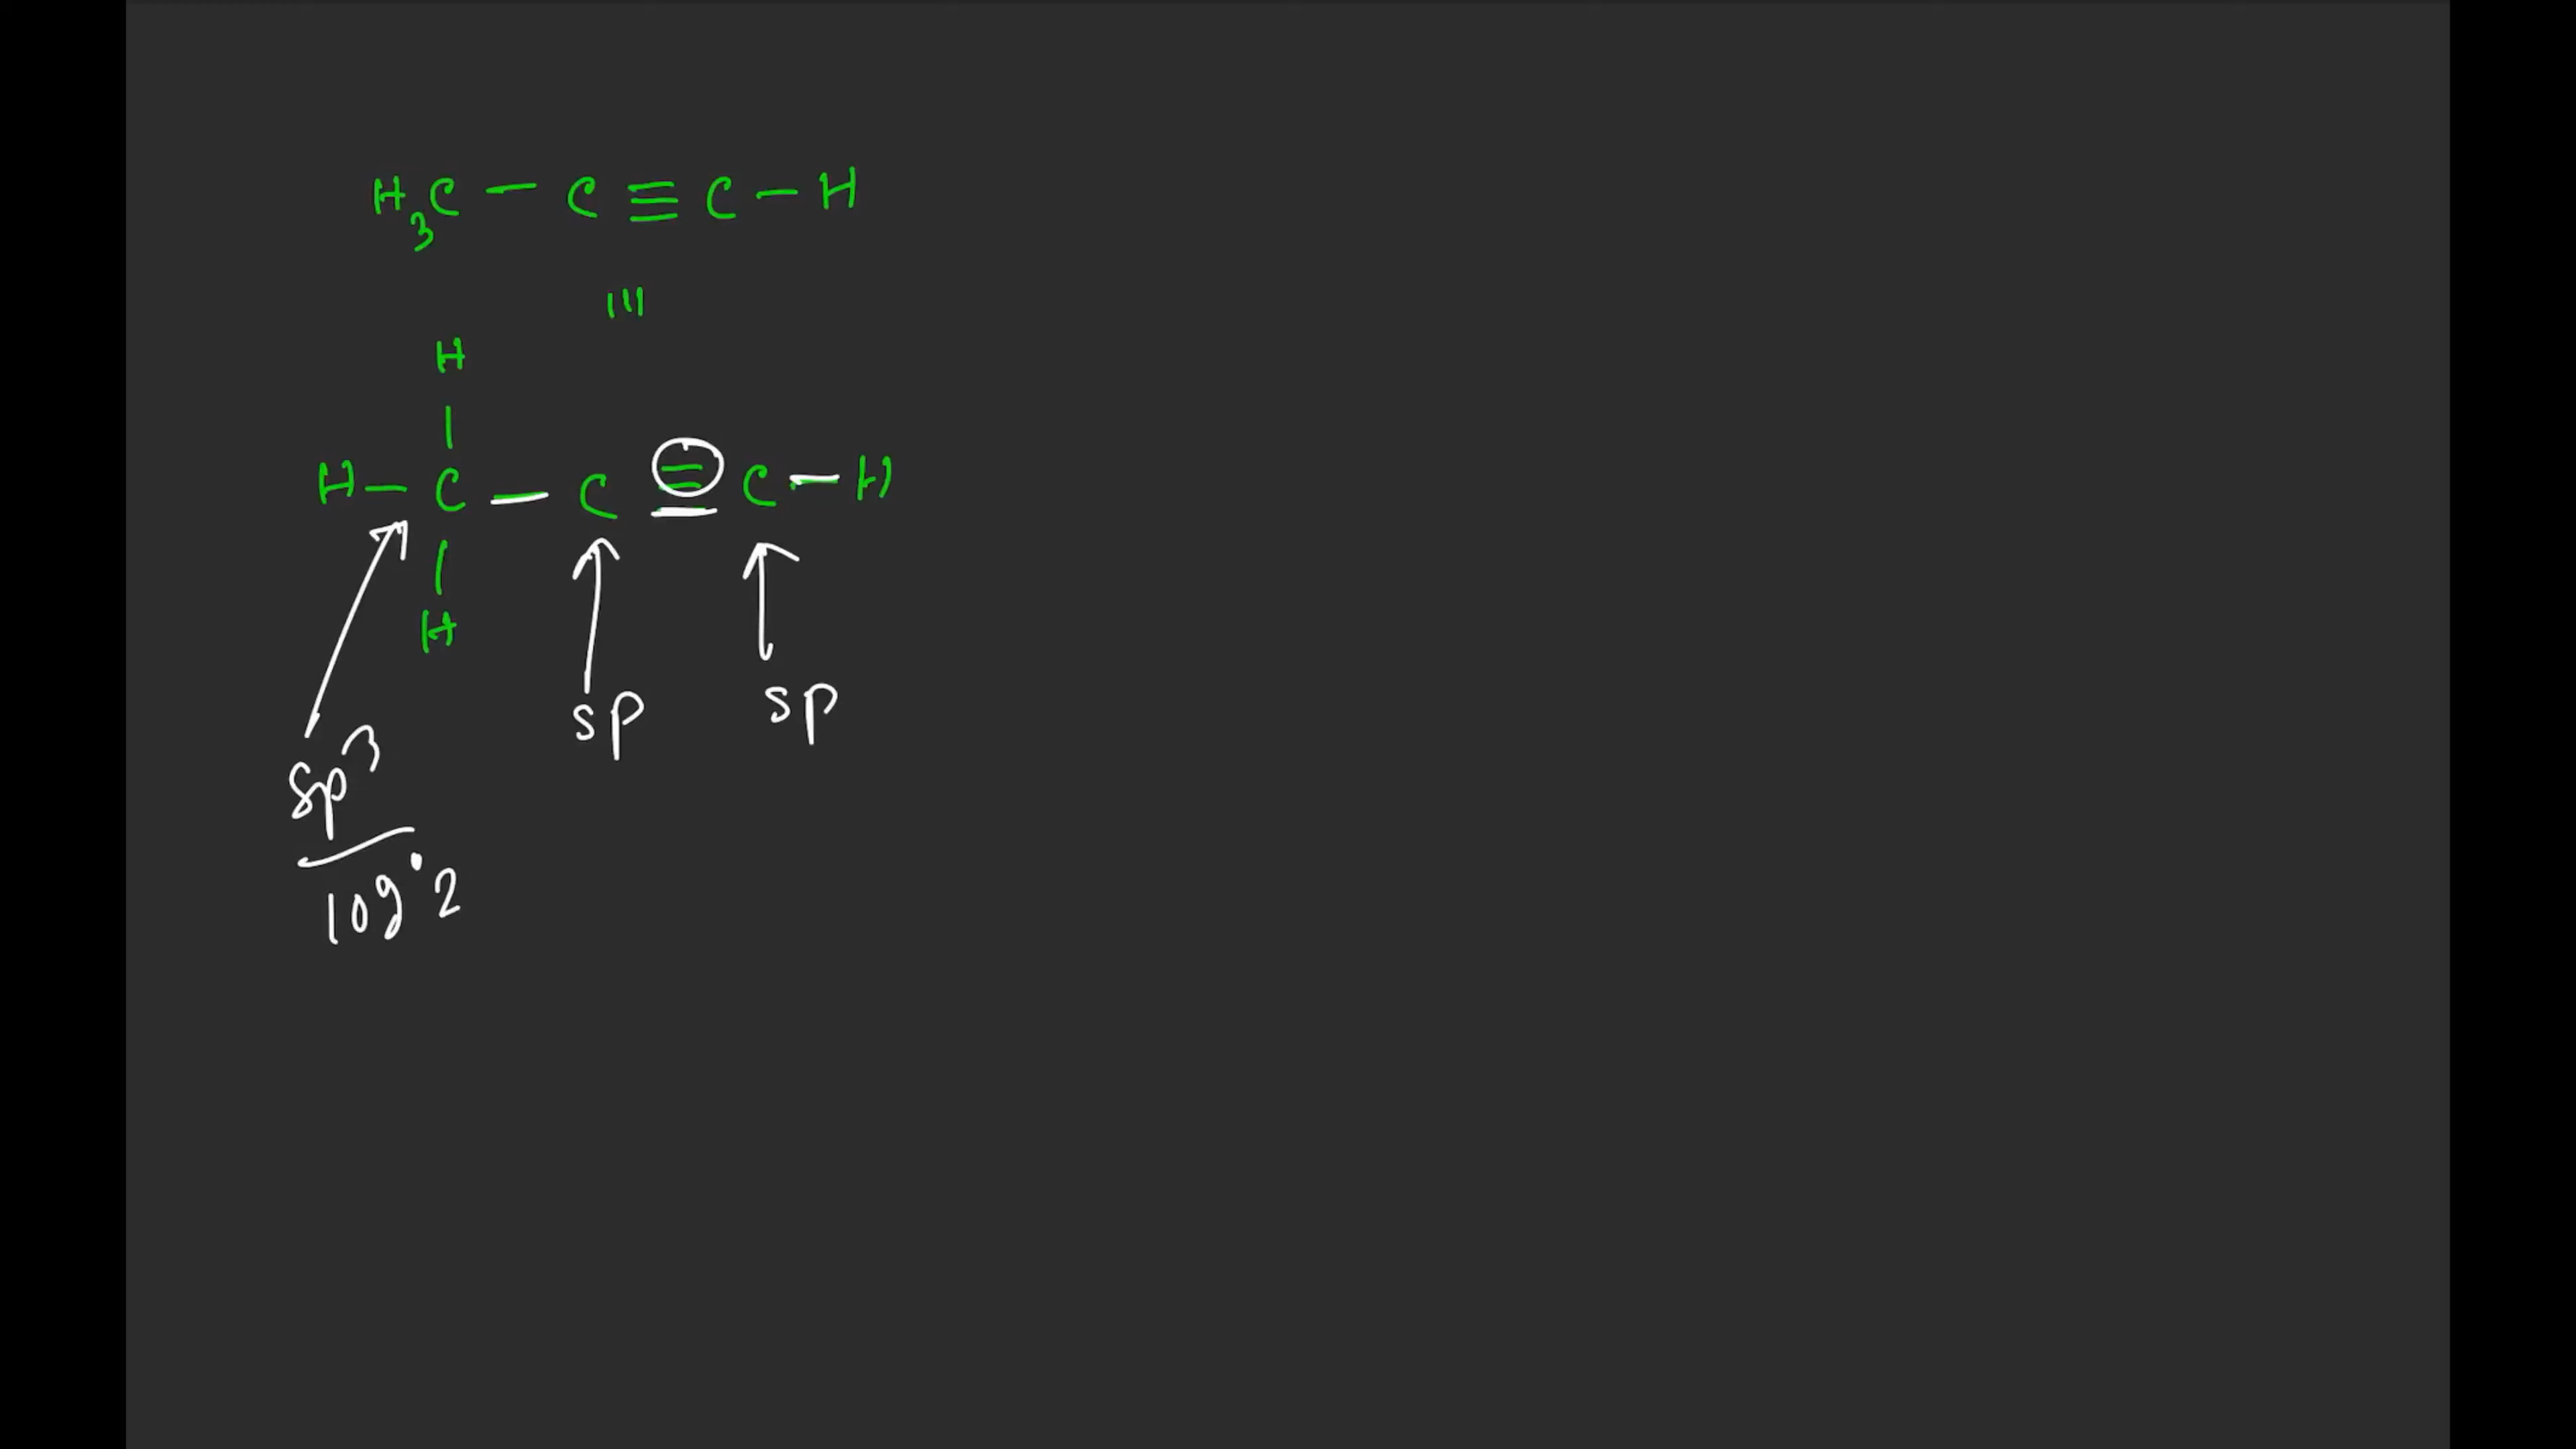 H₃C — C ≡ C — H
|||
H
|
H — C — C ≡ C — H
|
H
sp³ sp sp
109•2